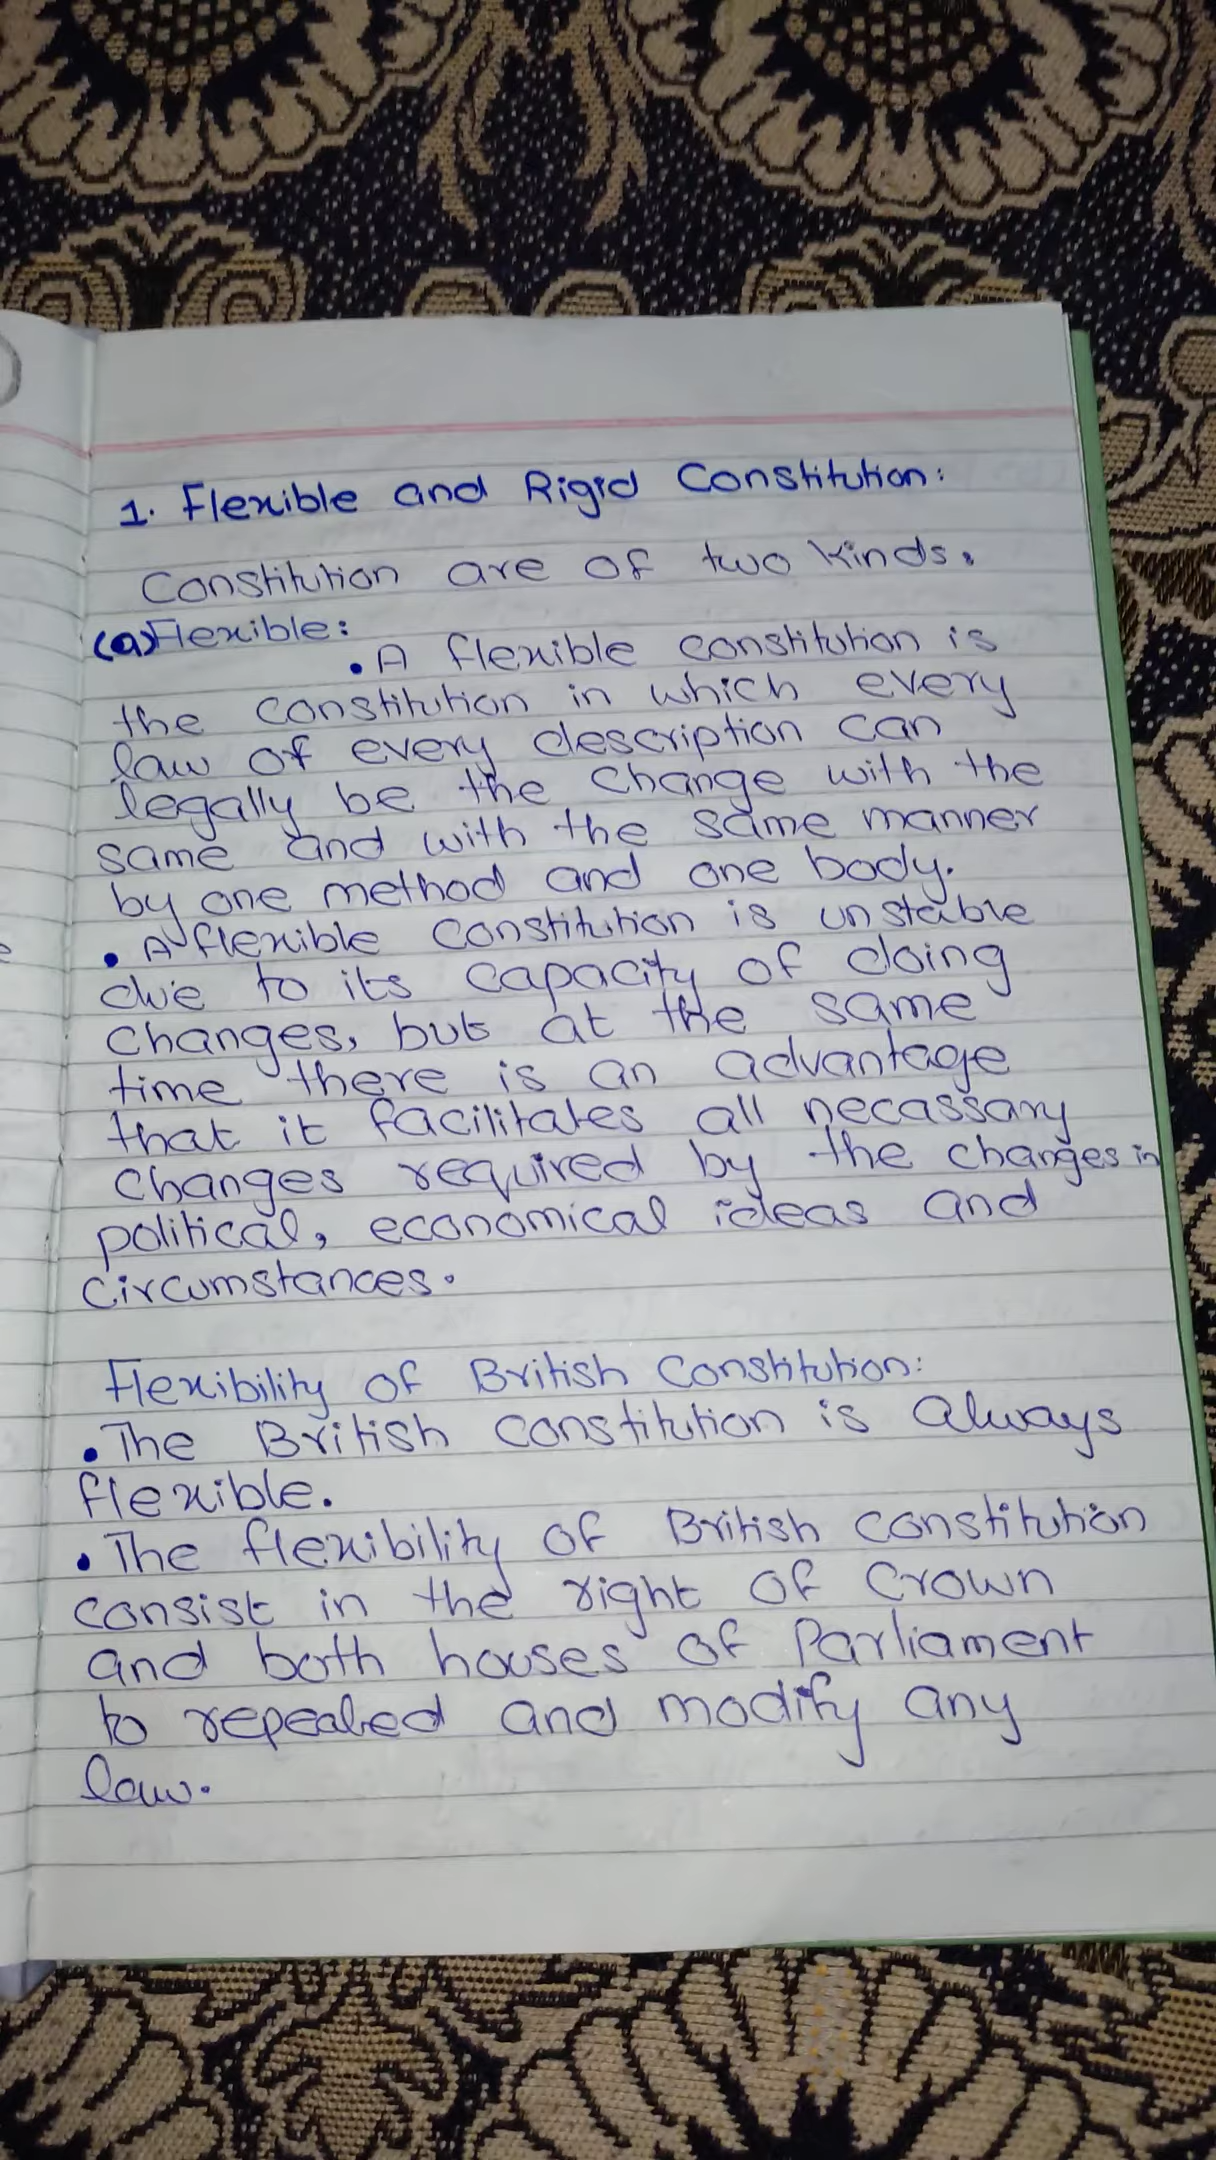 1. Flexible and Rigid Constitution:
Constitution are of two kinds.
(a) Flexible:
• A flexible constitution is
the constitution in which every
law of every description can
legally be the change with the
same and with the same manner
by one method and one body.
• A flexible constitution is unstable
due to its capacity of doing
changes, but at the same
time there is an advantage
that it facilitates all necassary
changes required by the changes in
political, economical ideas and
circumstances.
Flexibility of British Constitution:
• The British constitution is always
flexible.
• The flexibility of British constitution
consist in the right of Crown
and both houses of Parliament
to repealed and modify any
law.